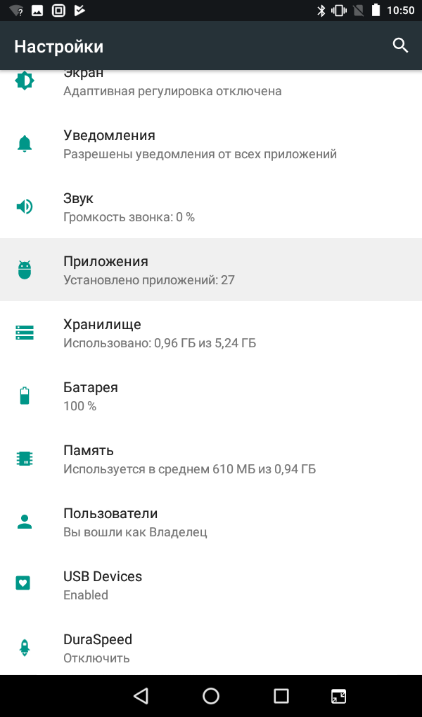 10:50
Настройки
Экран
Адаптивная регулировка отключена
Уведомления
Разрешены уведомления от всех приложений
Звук
Громкость звонка: 0 %
Приложения
Установлено приложений: 27
Хранилище
Использовано: 0,96 ГБ из 5,24 ГБ
Батарея
100 %
Память
Используется в среднем 610 МБ из 0,94 ГБ
Пользователи
Вы вошли как Владелец
USB Devices
Enabled
DuraSpeed
Отключить